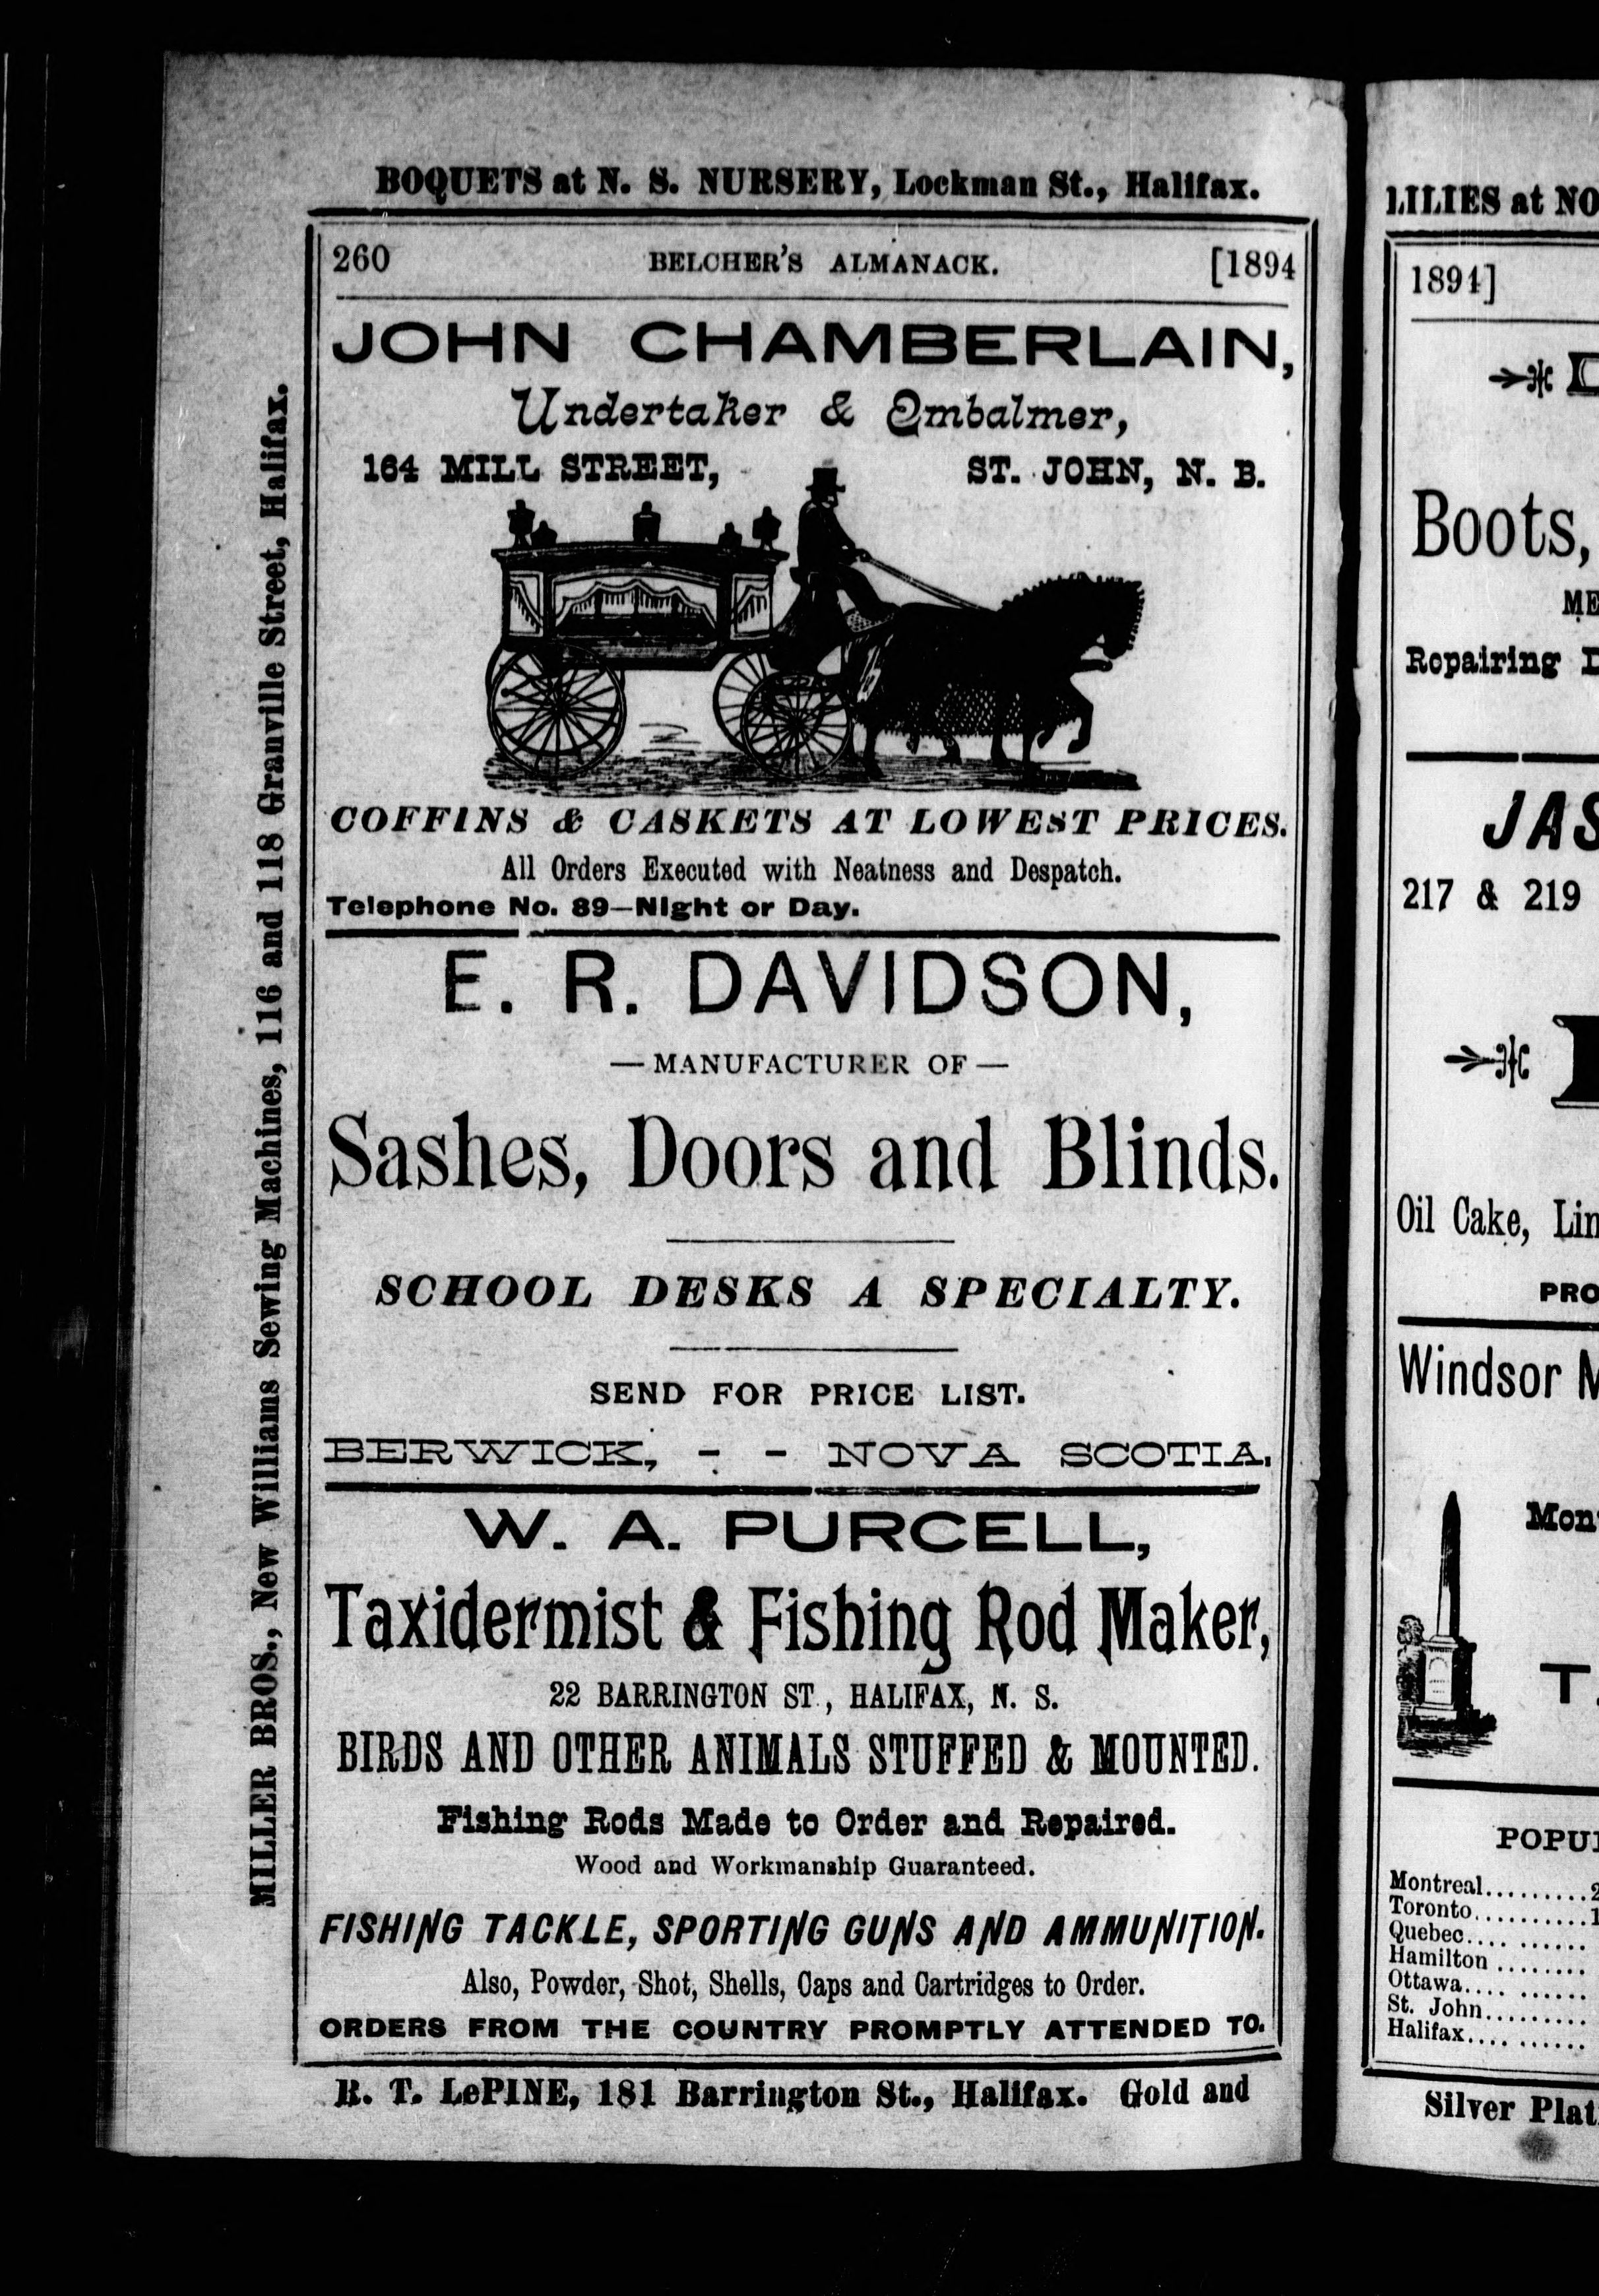 BOQUETS at N. S. NURSERY, Lockman St., Halifax.
260 BELCHER'S ALMANACK. [1894
JOHN CHAMBERLAIN,
Undertaker & Embalmer,
164 MILL STREET, ST. JOHN, N. B.
COFFINS & CASKETS AT LOWEST PRICES.
All Orders Executed with Neatness and Despatch.
Telephone No. 89—Night or Day.
E. R. DAVIDSON,
— MANUFACTURER OF —
Sashes, Doors and Blinds.
SCHOOL DESKS A SPECIALTY.
SEND FOR PRICE LIST.
BERWICK, - - NOVA SCOTIA.
W. A. PURCELL,
Taxidermist & Fishing Rod Maker,
22 BARRINGTON ST., HALIFAX, N. S.
BIRDS AND OTHER ANIMALS STUFFED & MOUNTED.
Fishing Rods Made to Order and Repaired.
Wood and Workmanship Guaranteed.
FISHING TACKLE, SPORTING GUNS AND AMMUNITION.
Also, Powder, Shot, Shells, Caps and Cartridges to Order.
ORDERS FROM THE COUNTRY PROMPTLY ATTENDED TO.
R. T. LePINE, 181 Barrington St., Halifax. Gold and
MILLER BROS., New Williams Sewing Machines, 116 and 118 Granville Street, Halifax.
LILIES at NO
1894]
Boots,
ME
Repairing
JAS
217 & 219
Oil Cake, Lin
PRO
Windsor M
Mon
T.
POPU
Montreal.........2
Toronto..........1
Quebec.... ......
Hamilton ........
Ottawa.... ......
St. John.........
Halifax.... ......
Silver Plat